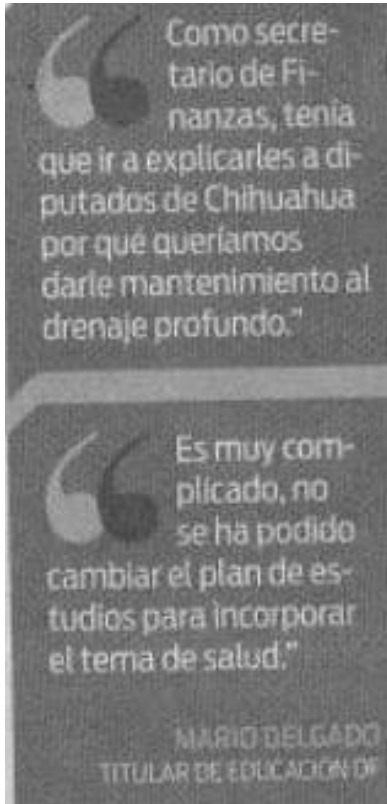 Como secre-
tario de Fi-
nanzas, tenía
que ir a explicarles a di-
putados de Chihuahua
por qué queríamos
darle mantenimiento al
drenaje profundo."
Es muy com-
plicado, no
se ha podido
cambiar el plan de es-
tudios para incorporar
el tema de salud."
MARIO DELGADO
TITULAR DE EDUCACIÓN DF